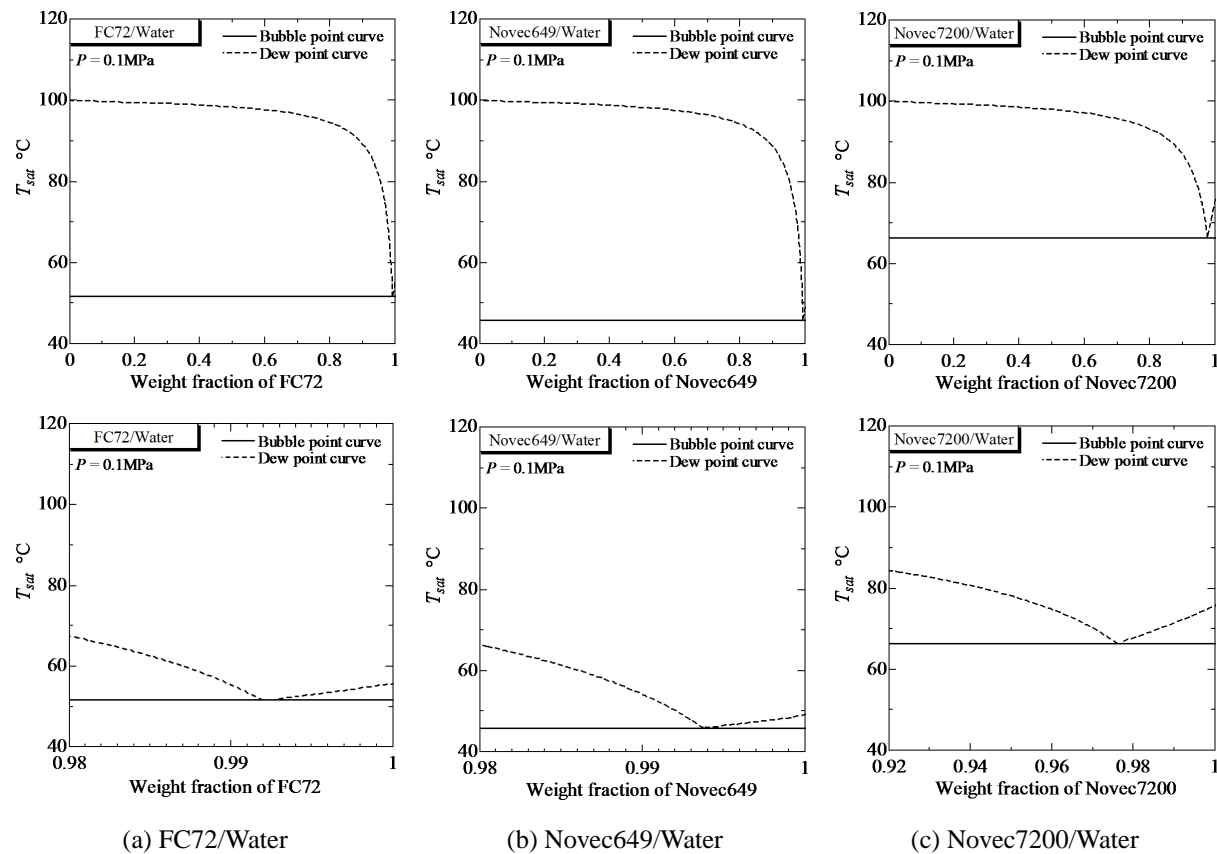 120
100
80
60
40
T_sat °C
FC72/Water
P = 0.1MPa
Bubble point curve
Dew point curve
0 0.2 0.4 0.6 0.8 1
Weight fraction of FC72
120
100
80
60
40
T_sat °C
Novec649/Water
P = 0.1MPa
Bubble point curve
Dew point curve
0 0.2 0.4 0.6 0.8 1
Weight fraction of Novec649
120
100
80
60
40
T_sat °C
Novec7200/Water
P = 0.1MPa
Bubble point curve
Dew point curve
0 0.2 0.4 0.6 0.8 1
Weight fraction of Novec7200
120
100
80
60
40
T_sat °C
FC72/Water
P = 0.1MPa
Bubble point curve
Dew point curve
0.98 0.99 1
Weight fraction of FC72
120
100
80
60
40
T_sat °C
Novec649/Water
P = 0.1MPa
Bubble point curve
Dew point curve
0.98 0.99 1
Weight fraction of Novec649
120
100
80
60
40
T_sat °C
Novec7200/Water
P = 0.1MPa
Bubble point curve
Dew point curve
0.92 0.94 0.96 0.98 1
Weight fraction of Novec7200
(a) FC72/Water
(b) Novec649/Water
(c) Novec7200/Water